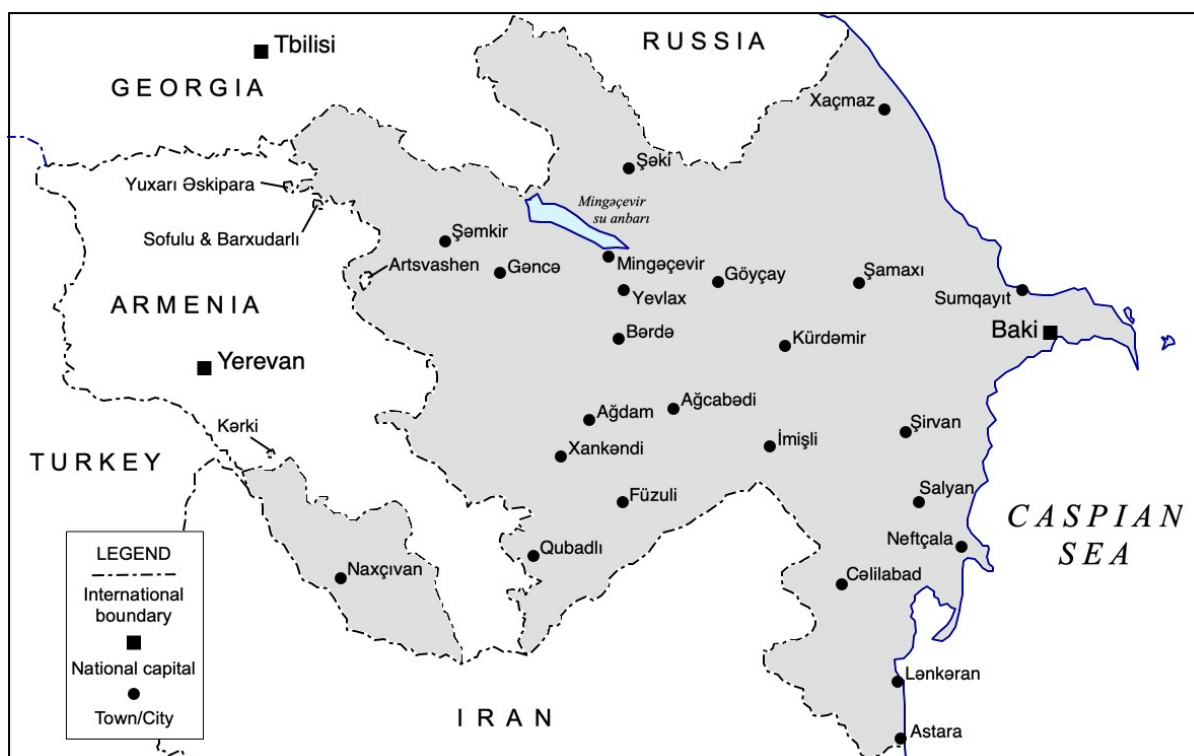 RUSSIA
Tbilisi
GEORGIA
Xaçmaz
Şəki
Yuxarı Əskipara
Mingəçevir
su anbarı
Sofulu & Barxudarlı
Şəmkir
Artsvashen
Gəncə
Mingəçevir
Göyçay
Şamaxı
Yevlax
Sumqayıt
ARMENIA
Bərdə
Kürdəmir
Baki
Yerevan
Ağcabədi
Ağdam
Kərki
Şirvan
İmişli
Xankəndi
TURKEY
Füzuli
Salyan
CASPIAN
SEA
Neftçala
Qubadlı
Naxçıvan
Cəlilabad
LEGEND
International
boundary
National capital
Town/City
Lənkəran
IRAN
Astara